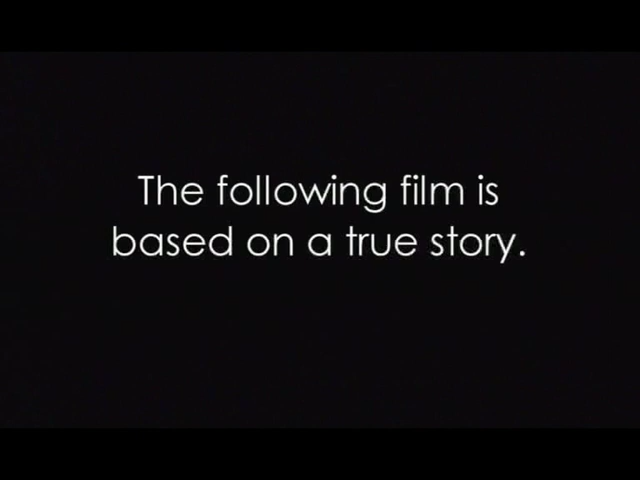 The following film is
based on a true story.